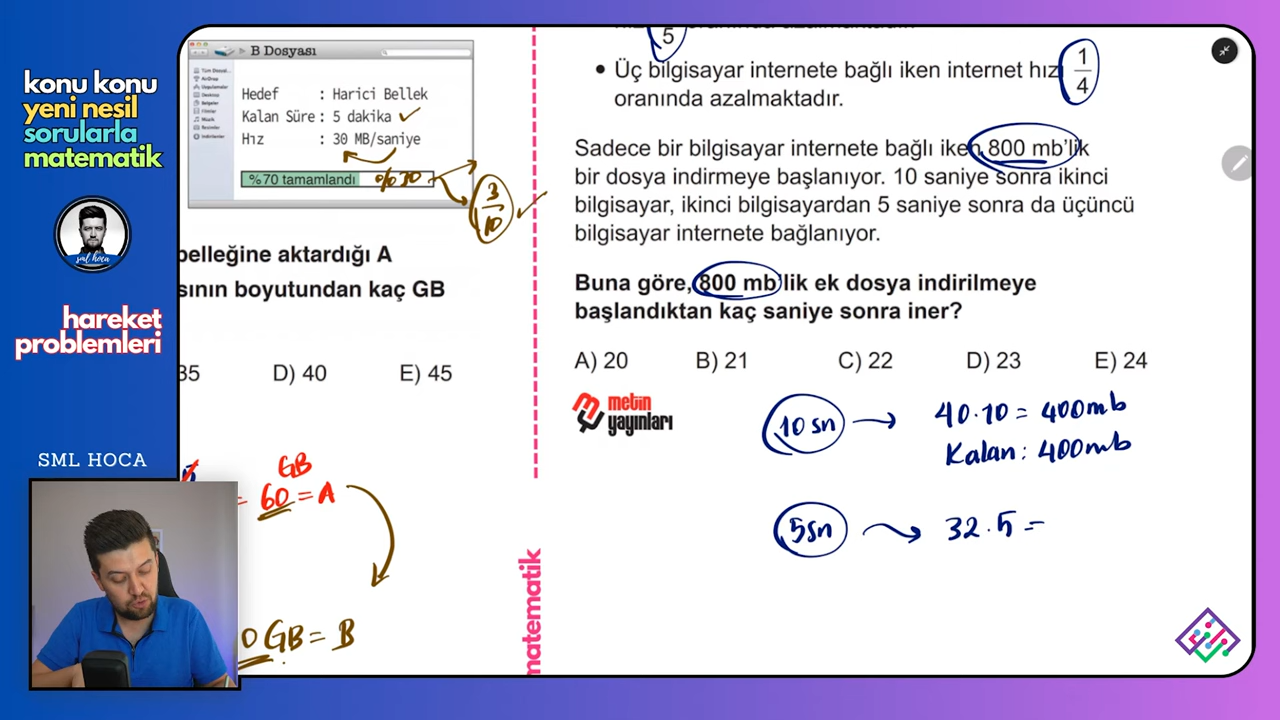 konu konu
yeni nesil
sorularla
matematik
sml hoca
hareket
problemleri
SML HOCA
B Dosyası
Hedef : Harici Bellek
Kalan Süre : 5 dakika
Hız : 30 MB/saniye
%70 tamamlandı %30
3
10
belleğine aktardığı A
sının boyutundan kaç GB
35 D) 40 E) 45
GB
= 60 = A
0 GB = B
5
• Üç bilgisayar internete bağlı iken internet hızı 1/4
oranında azalmaktadır.
Sadece bir bilgisayar internete bağlı iken 800 mb'lik
bir dosya indirmeye başlanıyor. 10 saniye sonra ikinci
bilgisayar, ikinci bilgisayardan 5 saniye sonra da üçüncü
bilgisayar internete bağlanıyor.
Buna göre, 800 mb'lik ek dosya indirilmeye
başlandıktan kaç saniye sonra iner?
A) 20 B) 21 C) 22 D) 23 E) 24
metin
yayınları
10 sn → 40.10 = 400mb
Kalan: 400mb
5sn → 32.5 =
matematik